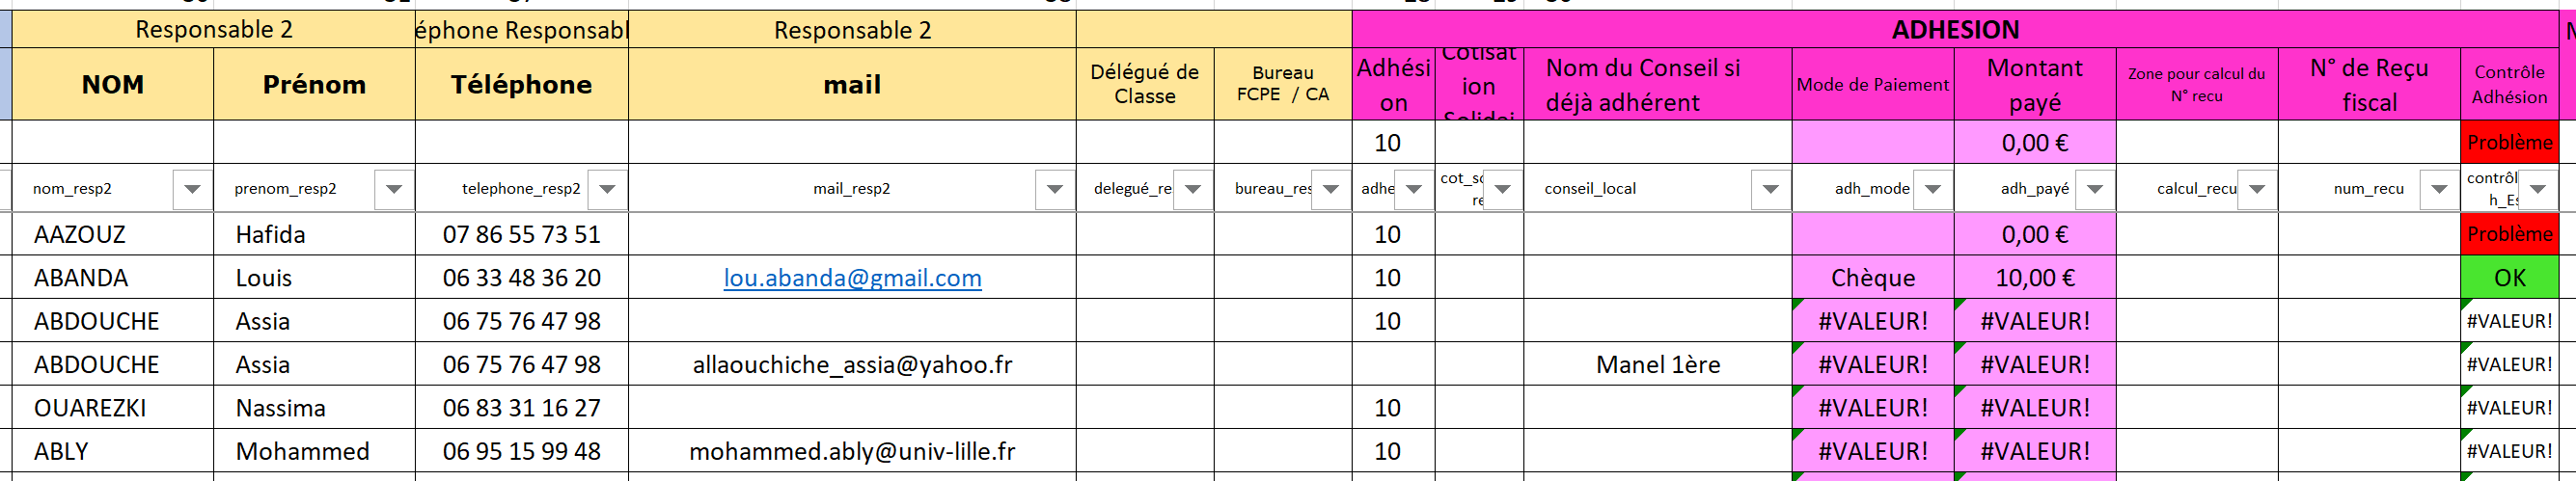 Responsable 2 éphone Responsabl Responsable 2 ADHESION
NOM Prénom Téléphone mail Délégué de Classe Bureau FCPE / CA Adhési on Cotisat ion Solidai Nom du Conseil si déjà adhérent Mode de Paiement Montant payé Zone pour calcul du N° recu N° de Reçu fiscal Contrôle Adhésion
10 0,00 € Problème
nom_resp2 prenom_resp2 telephone_resp2 mail_resp2 delegué_re bureau_res adhe cot_so re conseil_local adh_mode adh_payé calcul_recu num_recu contrôl h_Es
AAZOUZ Hafida 07 86 55 73 51 10 0,00 € Problème
ABANDA Louis 06 33 48 36 20 lou.abanda@gmail.com 10 Chèque 10,00 € OK
ABDOUCHE Assia 06 75 76 47 98 10 #VALEUR! #VALEUR! #VALEUR!
ABDOUCHE Assia 06 75 76 47 98 allaouchiche_assia@yahoo.fr Manel 1ère #VALEUR! #VALEUR! #VALEUR!
OUAREZKI Nassima 06 83 31 16 27 10 #VALEUR! #VALEUR! #VALEUR!
ABLY Mohammed 06 95 15 99 48 mohammed.ably@univ-lille.fr 10 #VALEUR! #VALEUR! #VALEUR!